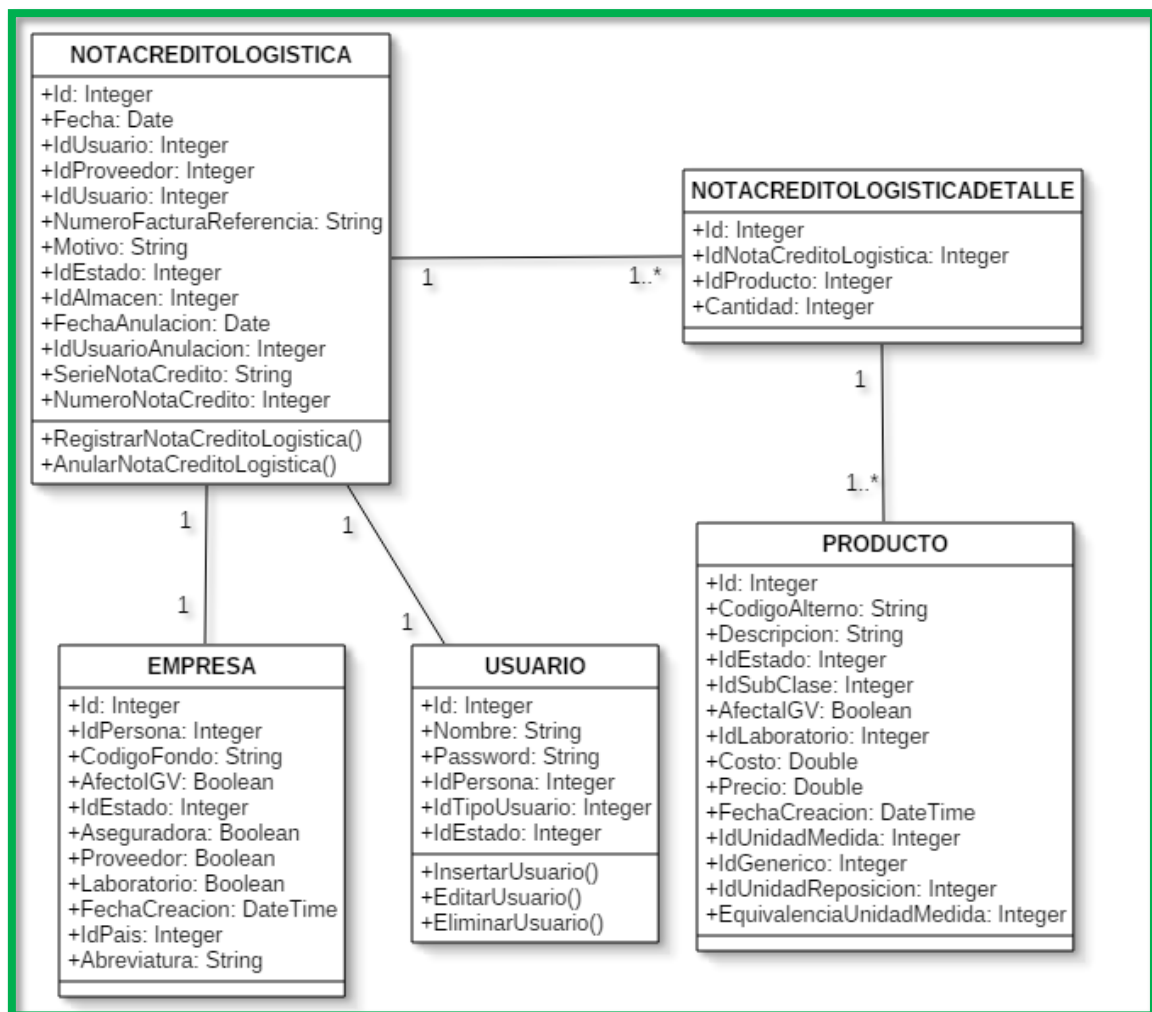 NOTACREDITOLOGISTICA
+Id: Integer
+Fecha: Date
+IdUsuario: Integer
+IdProveedor: Integer
+IdUsuario: Integer
+NumeroFacturaReferencia: String
+Motivo: String
+IdEstado: Integer
+IdAlmacen: Integer
+FechaAnulacion: Date
+IdUsuarioAnulacion: Integer
+SerieNotaCredito: String
+NumeroNotaCredito: Integer
+RegistrarNotaCreditoLogistica()
+AnularNotaCreditoLogistica()
1
1..*
NOTACREDITOLOGISTICADETALLE
+Id: Integer
+IdNotaCreditoLogistica: Integer
+IdProducto: Integer
+Cantidad: Integer
1
1..*
1
1
1
1
EMPRESA
+Id: Integer
+IdPersona: Integer
+CodigoFondo: String
+AfectoIGV: Boolean
+IdEstado: Integer
+Aseguradora: Boolean
+Proveedor: Boolean
+Laboratorio: Boolean
+FechaCreacion: DateTime
+IdPais: Integer
+Abreviatura: String
USUARIO
+Id: Integer
+Nombre: String
+Password: String
+IdPersona: Integer
+IdTipoUsuario: Integer
+IdEstado: Integer
+InsertarUsuario()
+EditarUsuario()
+EliminarUsuario()
PRODUCTO
+Id: Integer
+CodigoAlterno: String
+Descripcion: String
+IdEstado: Integer
+IdSubClase: Integer
+AfectaIGV: Boolean
+IdLaboratorio: Integer
+Costo: Double
+Precio: Double
+FechaCreacion: DateTime
+IdUnidadMedida: Integer
+IdGenerico: Integer
+IdUnidadReposicion: Integer
+EquivalenciaUnidadMedida: Integer